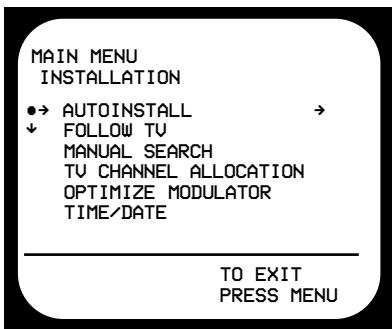 MAIN MENU
INSTALLATION
●→ AUTOINSTALL →
↓ FOLLOW TV
MANUAL SEARCH
TV CHANNEL ALLOCATION
OPTIMIZE MODULATOR
TIME/DATE
TO EXIT
PRESS MENU